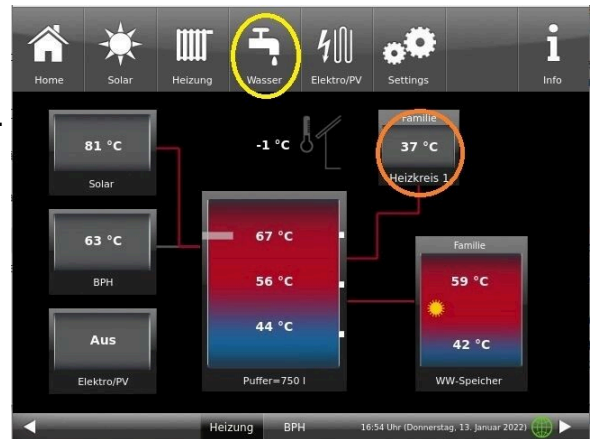 Home Solar Heizung Wasser Elektro/PV Settings Info
81 °C
Solar
-1 °C
Familie
37 °C
Heizkreis 1
63 °C
BPH
67 °C
56 °C
44 °C
Puffer=750 l
Familie
59 °C
42 °C
WW-Speicher
Aus
Elektro/PV
Heizung BPH 16:54 Uhr (Donnerstag, 13. Januar 2022)